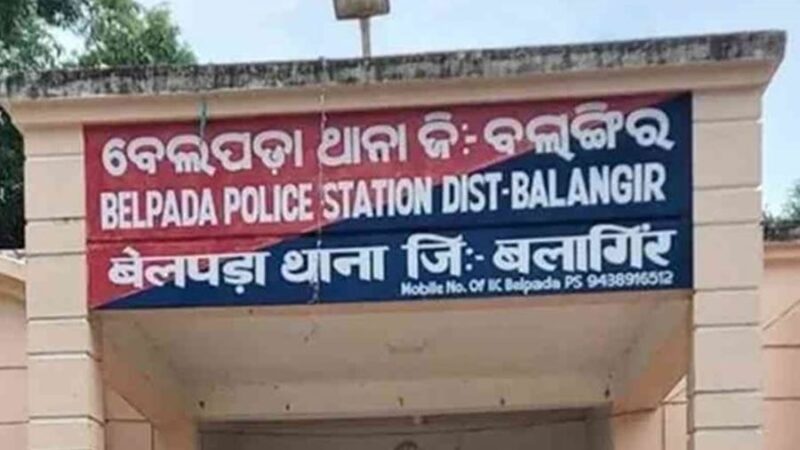 ବେଲପଡ଼ା ଥାନା ଜି:- ବଲାଙ୍ଗିର
BELPADA POLICE STATION DIST-BALANGIR
बेलपड़ा थाना जि:- बलागिंर
Mobile No. Of IIC Belpada PS 9438916512